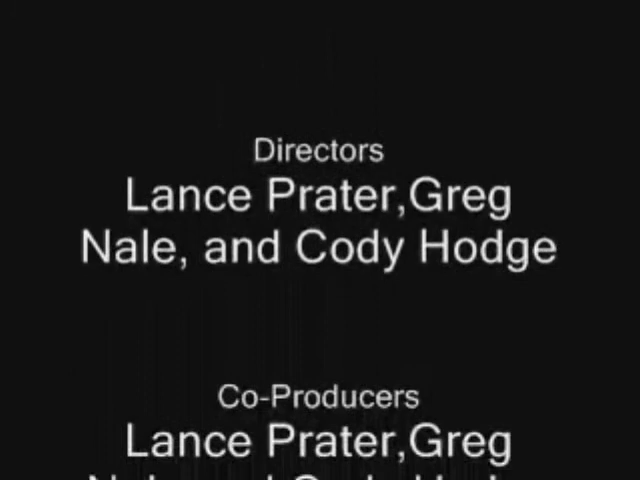 Directors
Lance Prater,Greg
Nale, and Cody Hodge
Co-Producers
Lance Prater,Greg